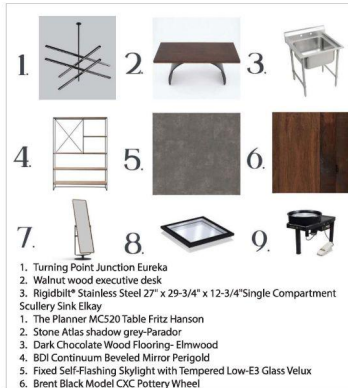 1.
2.
3.
4.
5.
6.
7.
8.
9.
1. Turning Point Junction Eureka
2. Walnut wood executive desk
3. Rigidbilt® Stainless Steel 27" x 29-3/4" x 12-3/4"Single Compartment
Scullery Sink Elkay
1. The Planner MC520 Table Fritz Hanson
2. Stone Atlas shadow grey-Parador
3. Dark Chocolate Wood Flooring- Elmwood
4. BDI Continuum Beveled Mirror Perigold
5. Fixed Self-Flashing Skylight with Tempered Low-E3 Glass Velux
6. Brent Black Model CXC Pottery Wheel